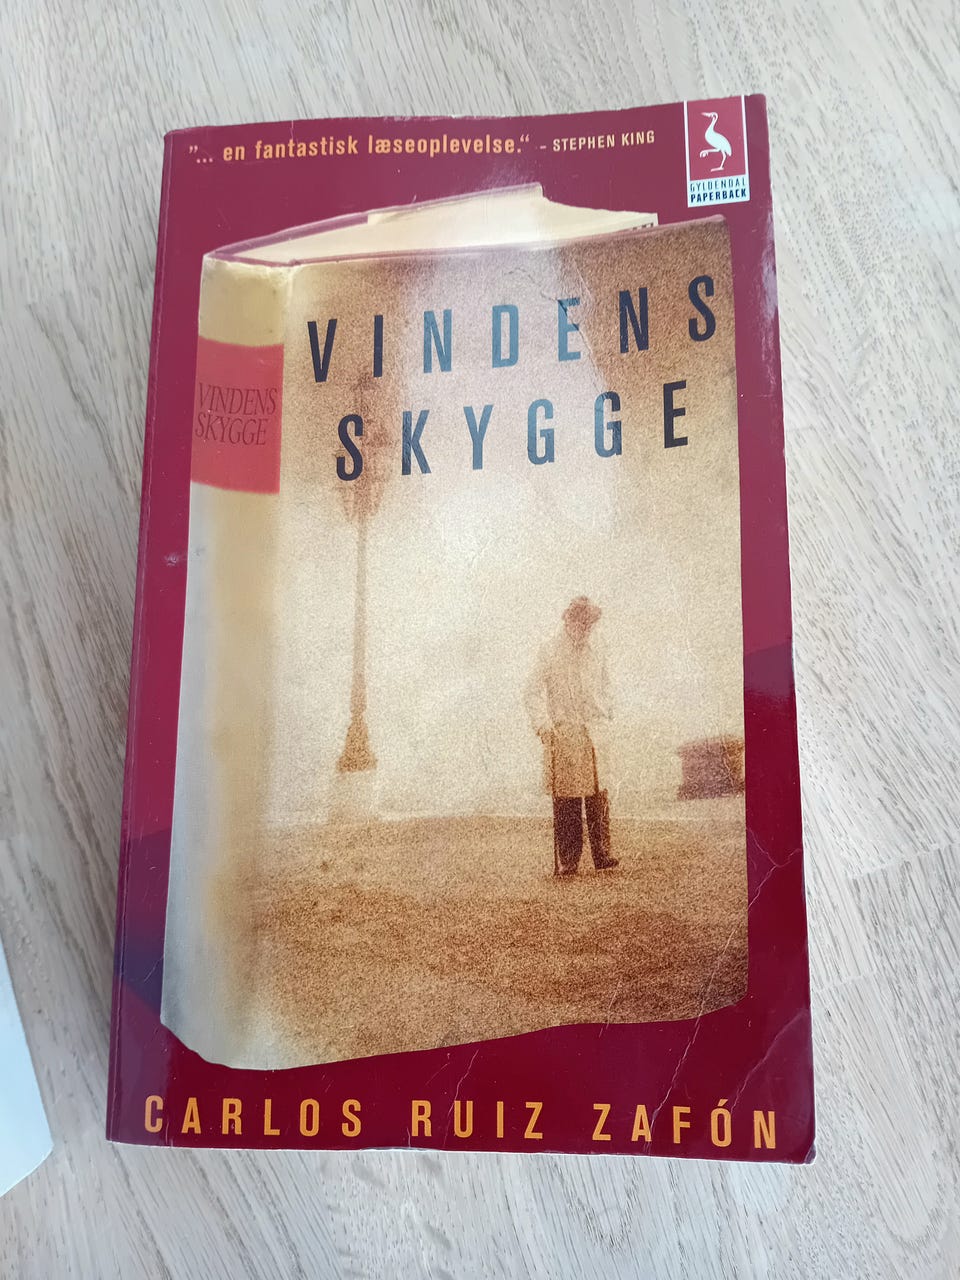 "... en fantastisk læseoplevelse." – STEPHEN KING
GYLDENDAL
PAPERBACK
VINDENS
SKYGGE
VINDENS
SKYGGE
CARLOS RUIZ ZAFÓN